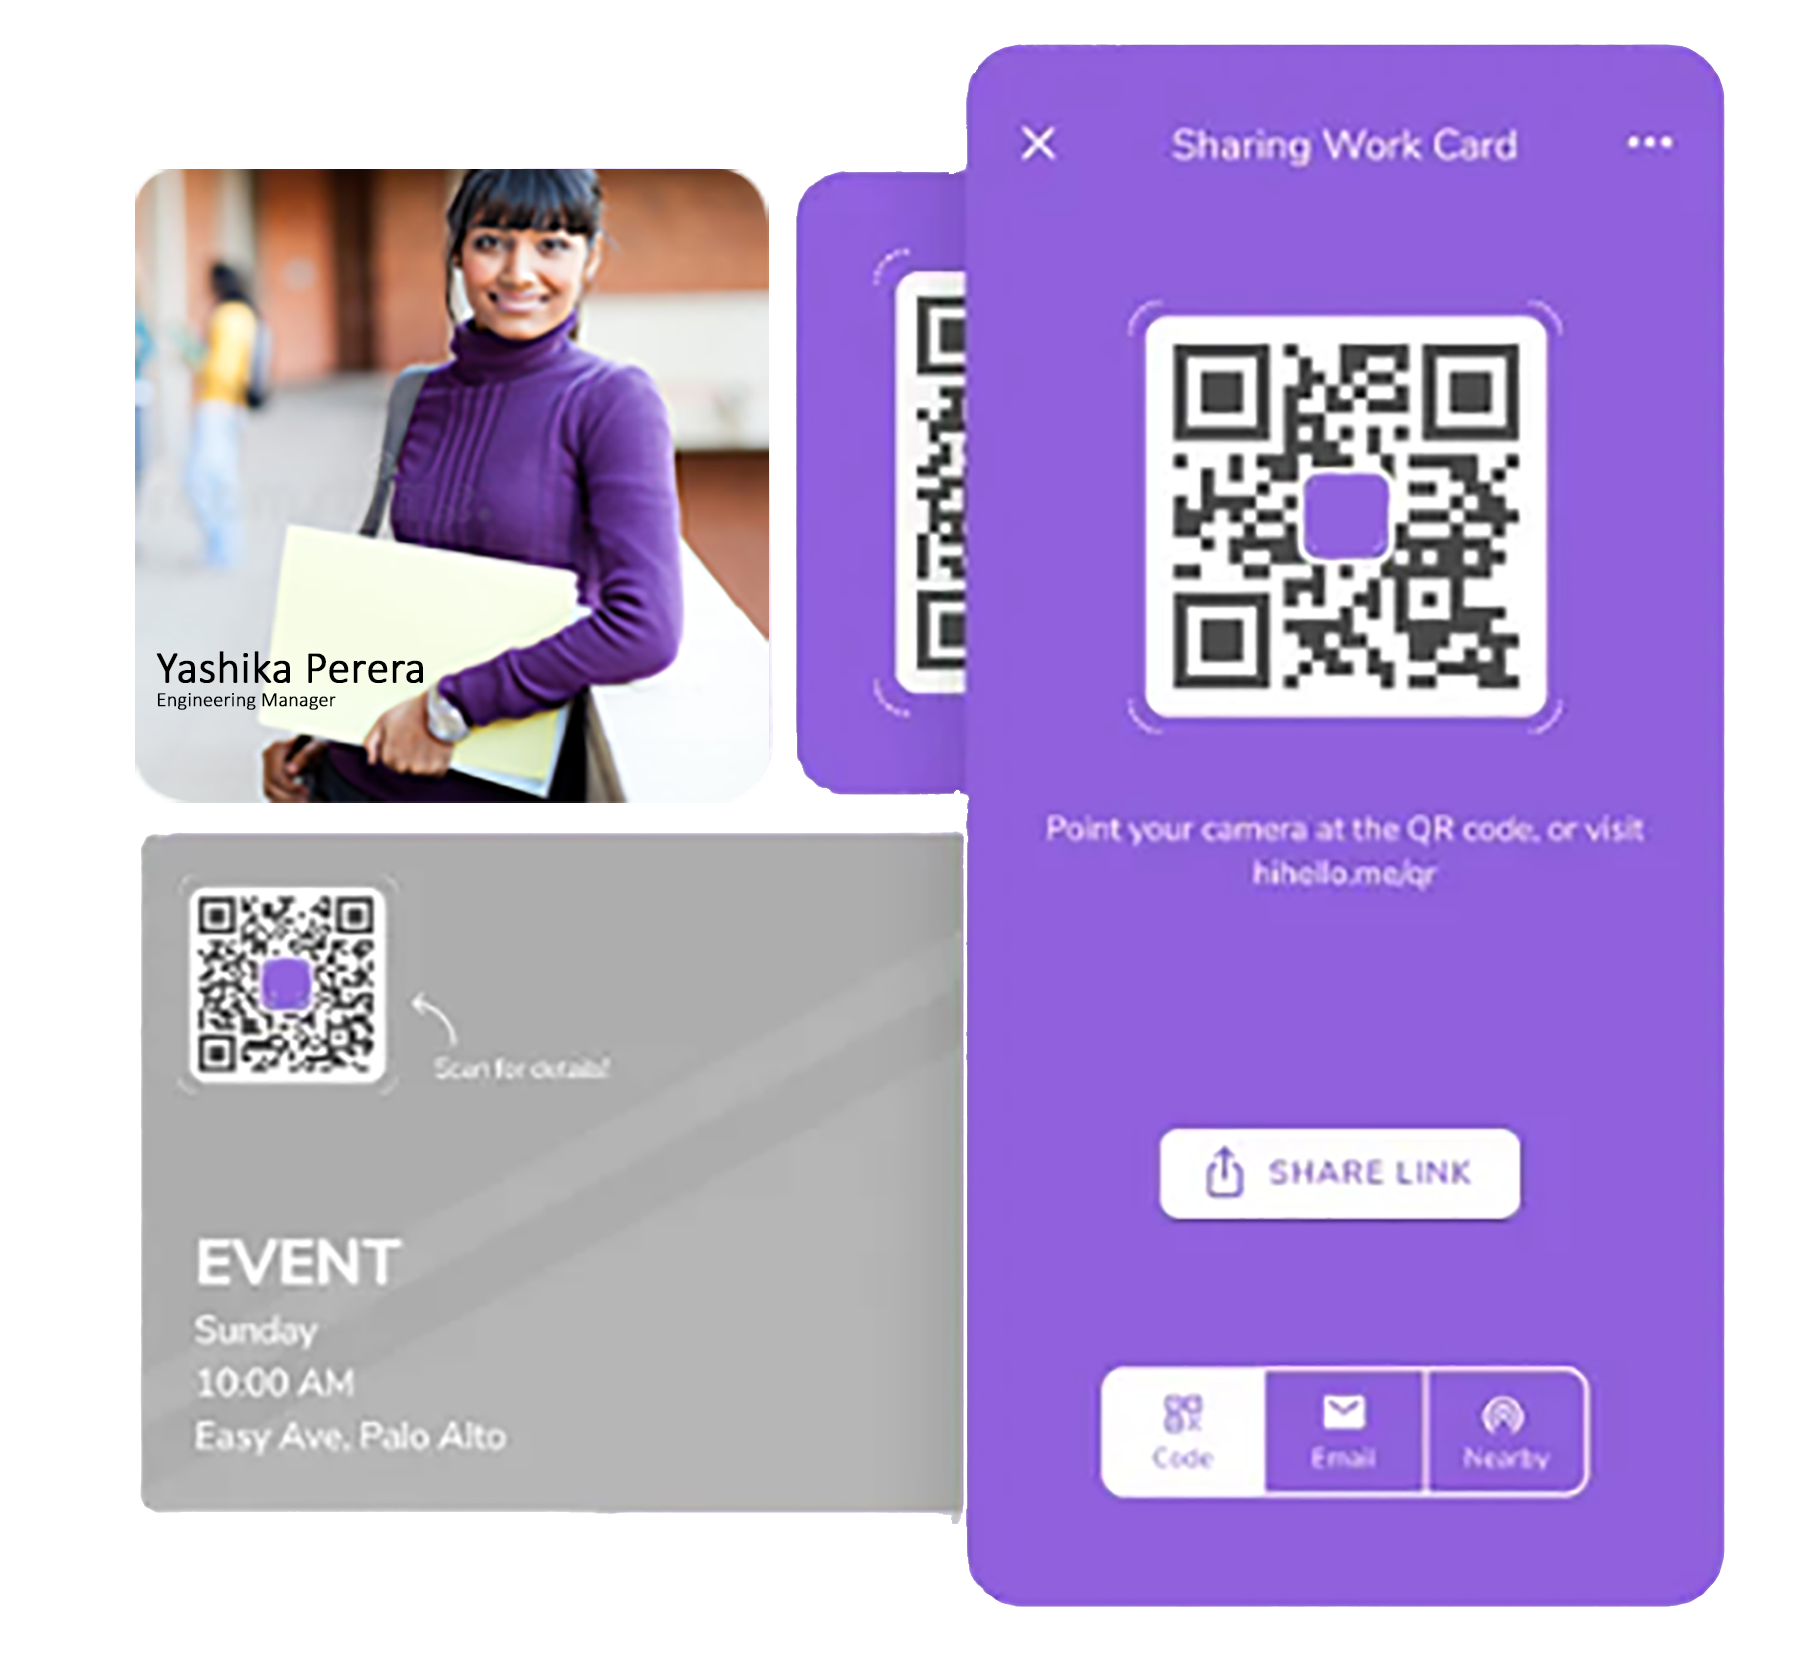 Sharing Work Card
Yashika Perera
Engineering Manager
Point your camera at the QR code, or visit
hihello.me/qr
Scan for details!
SHARE LINK
EVENT
Sunday
10:00 AM
Easy Ave, Palo Alto
Code
Email
Nearby